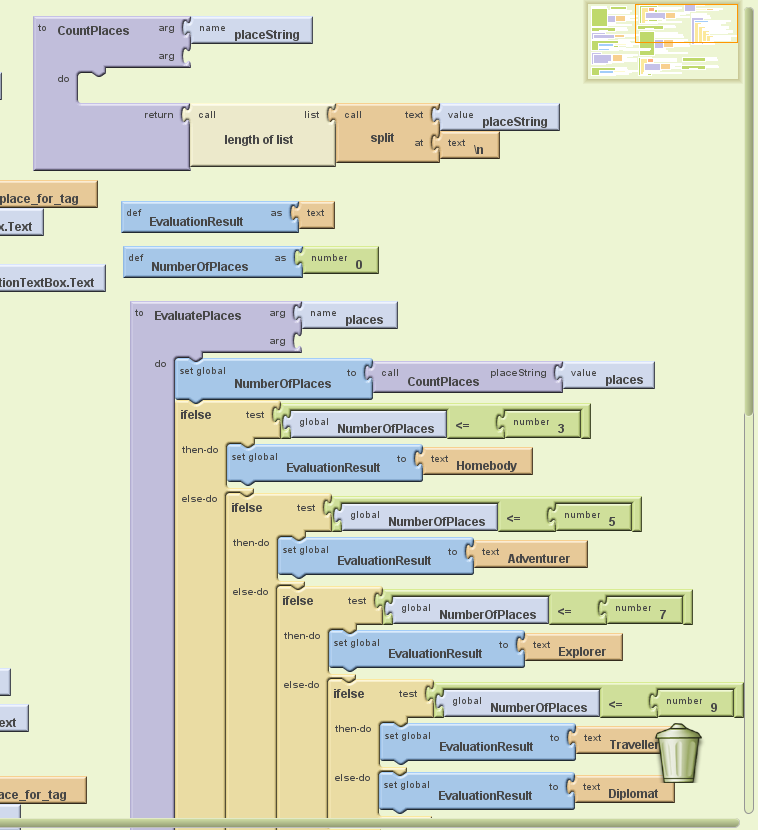 to CountPlaces arg name placeString
arg
do
return call length of list list call split text value placeString
at text \n
place_for_tag
x.Text
def EvaluationResult as text
def NumberOfPlaces as number 0
tionTextBox.Text
to EvaluatePlaces arg name places
arg
do set global NumberOfPlaces to call CountPlaces placeString value places
ifelse test global NumberOfPlaces <= number 3
then-do set global EvaluationResult to text Homebody
else-do ifelse test global NumberOfPlaces <= number 5
then-do set global EvaluationResult to text Adventurer
else-do ifelse test global NumberOfPlaces <= number 7
then-do set global EvaluationResult to text Explorer
else-do ifelse test global NumberOfPlaces <= number 9
ext
then-do set global EvaluationResult to text Traveller
else-do set global EvaluationResult to text Diplomat
ace_for_tag